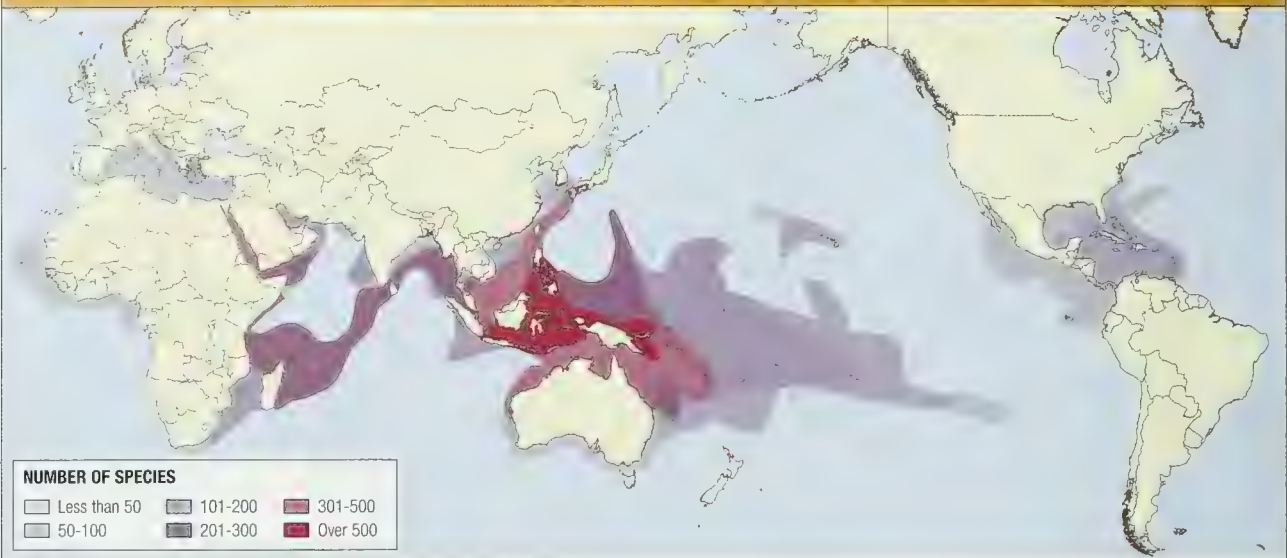 NUMBER OF SPECIES
Less than 50
101-200
301-500
50-100
201-300
Over 500